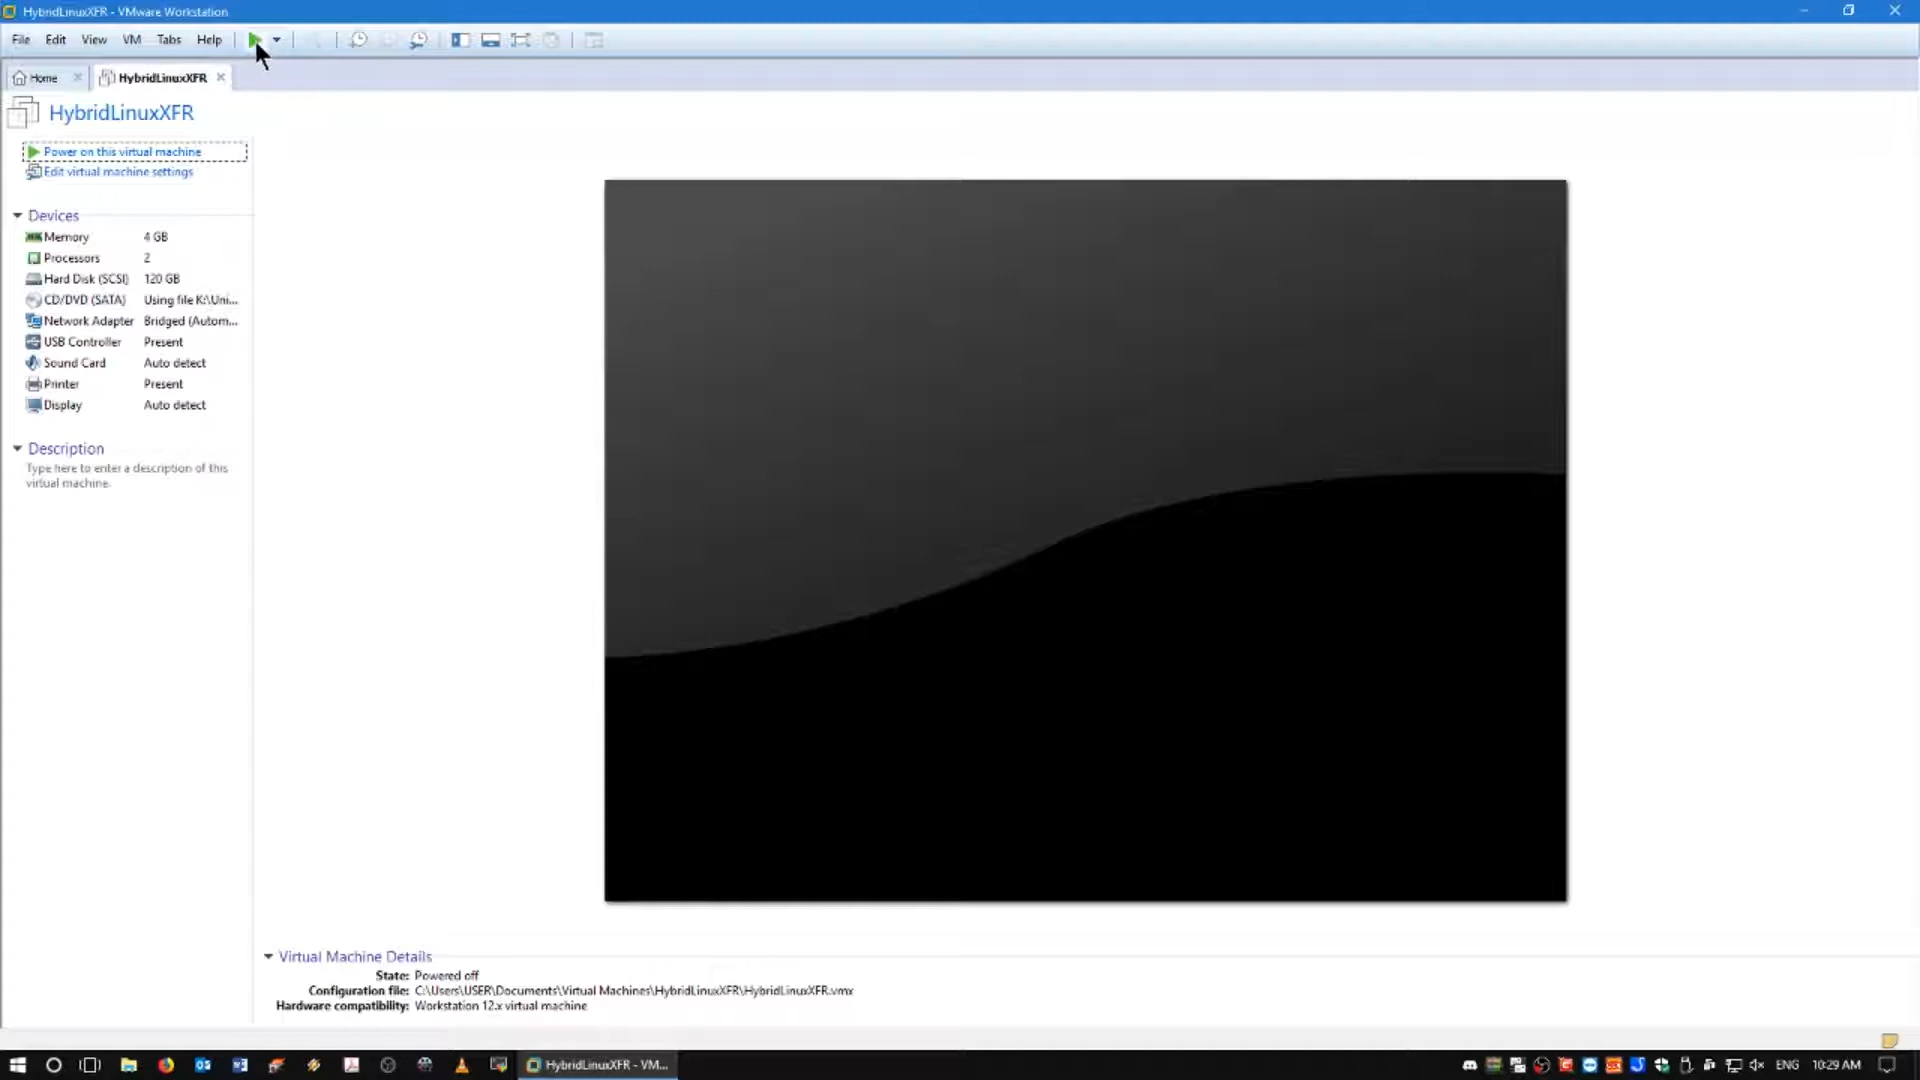 HybridLinuxXFR - VMware Workstation
File Edit View VM Tabs Help
Home HybridLinuxXFR
HybridLinuxXFR
Power on this virtual machine
Edit virtual machine settings
Devices
Memory 4 GB
Processors 2
Hard Disk (SCSI) 120 GB
CD/DVD (SATA) Using file K:\Uni...
Network Adapter Bridged (Autom...
USB Controller Present
Sound Card Auto detect
Printer Present
Display Auto detect
Description
Type here to enter a description of this
virtual machine.
Virtual Machine Details
State: Powered off
Configuration file: C:\Users\USER\Documents\Virtual Machines\HybridLinuxXFR\HybridLinuxXFR.vmx
Hardware compatibility: Workstation 12.x virtual machine
HybridLinuxXFR - VM... ENG 10:29 AM